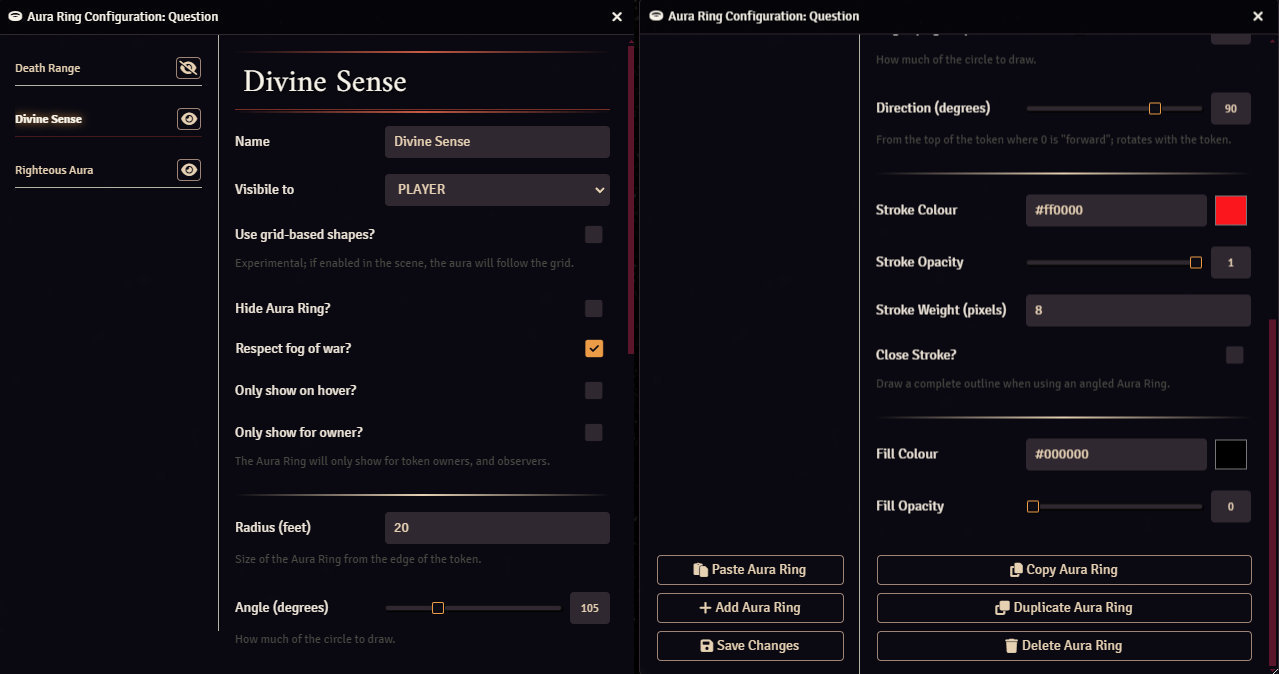 Aura Ring Configuration: Question
Death Range
Divine Sense
Righteous Aura
Divine Sense
Name
Divine Sense
Visibile to
PLAYER
Use grid-based shapes?
Experimental; if enabled in the scene, the aura will follow the grid.
Hide Aura Ring?
Respect fog of war?
Only show on hover?
Only show for owner?
The Aura Ring will only show for token owners, and observers.
Radius (feet)
20
Size of the Aura Ring from the edge of the token.
Angle (degrees)
105
How much of the circle to draw.
Aura Ring Configuration: Question
How much of the circle to draw.
Direction (degrees)
90
From the top of the token where 0 is "forward"; rotates with the token.
Stroke Colour
#ff0000
Stroke Opacity
1
Stroke Weight (pixels)
8
Close Stroke?
Draw a complete outline when using an angled Aura Ring.
Fill Colour
#000000
Fill Opacity
0
Paste Aura Ring
Add Aura Ring
Save Changes
Copy Aura Ring
Duplicate Aura Ring
Delete Aura Ring